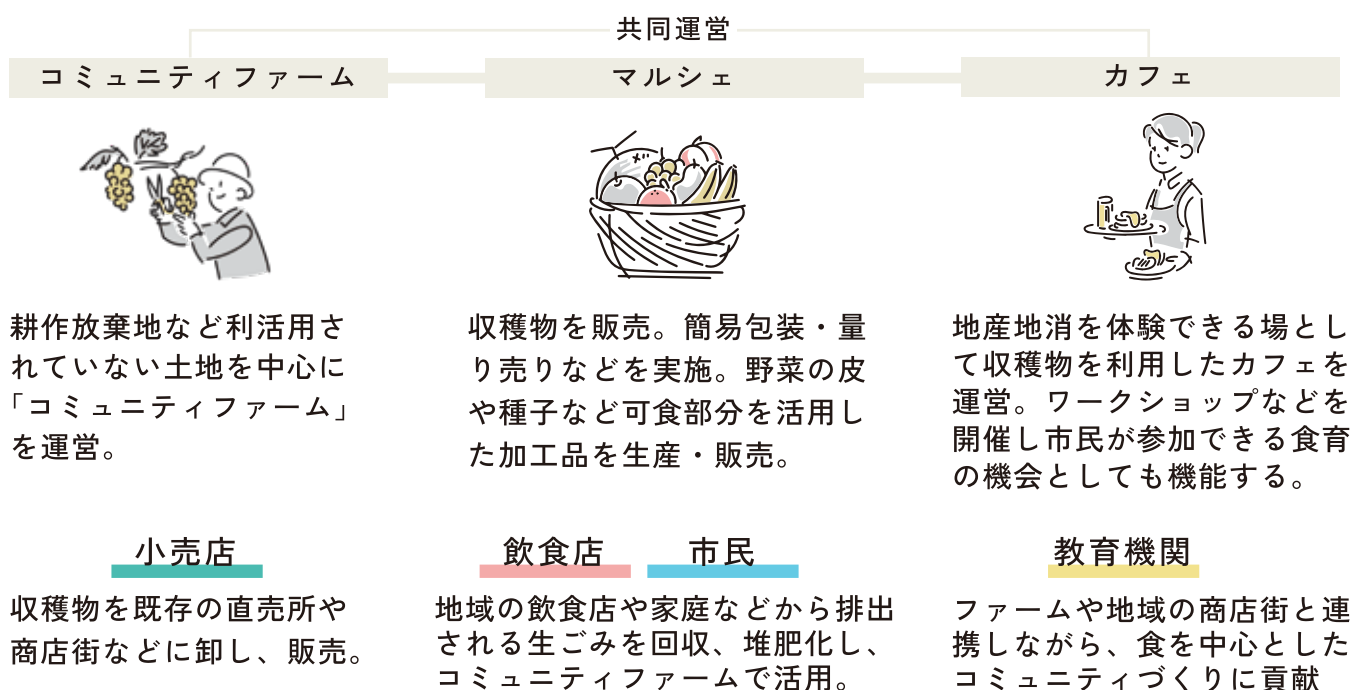 共同運営
コミュニティファーム
マルシェ
カフェ
耕作放棄地など利活用さ
れていない土地を中心に
「コミュニティファーム」
を運営。
収穫物を販売。簡易包装・量
り売りなどを実施。野菜の皮
や種子など可食部分を活用し
た加工品を生産・販売。
地産地消を体験できる場とし
て収穫物を利用したカフェを
運営。ワークショップなどを
開催し市民が参加できる食育
の機会としても機能する。
小売店
収穫物を既存の直売所や
商店街などに卸し、販売。
飲食店
市民
地域の飲食店や家庭などから排出
される生ごみを回収、堆肥化し、
コミュニティファームで活用。
教育機関
ファームや地域の商店街と連
携しながら、食を中心とした
コミュニティづくりに貢献